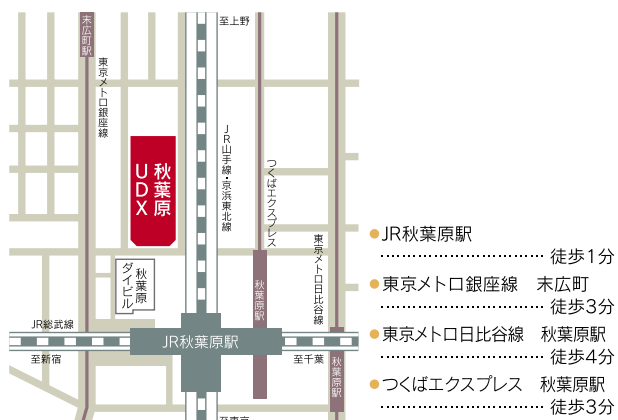 至上野
末広町駅
東京メトロ銀座線
JR山手線・京浜東北線
つくばエクスプレス
秋葉原
UDX
東京メトロ日比谷線
秋葉原
ダイビル
秋葉原駅
JR総武線
JR秋葉原駅
至新宿
至千葉
秋葉原駅
至東京
JR秋葉原駅
徒歩1分
東京メトロ銀座線 末広町
徒歩3分
東京メトロ日比谷線 秋葉原駅
徒歩4分
つくばエクスプレス 秋葉原駅
徒歩3分